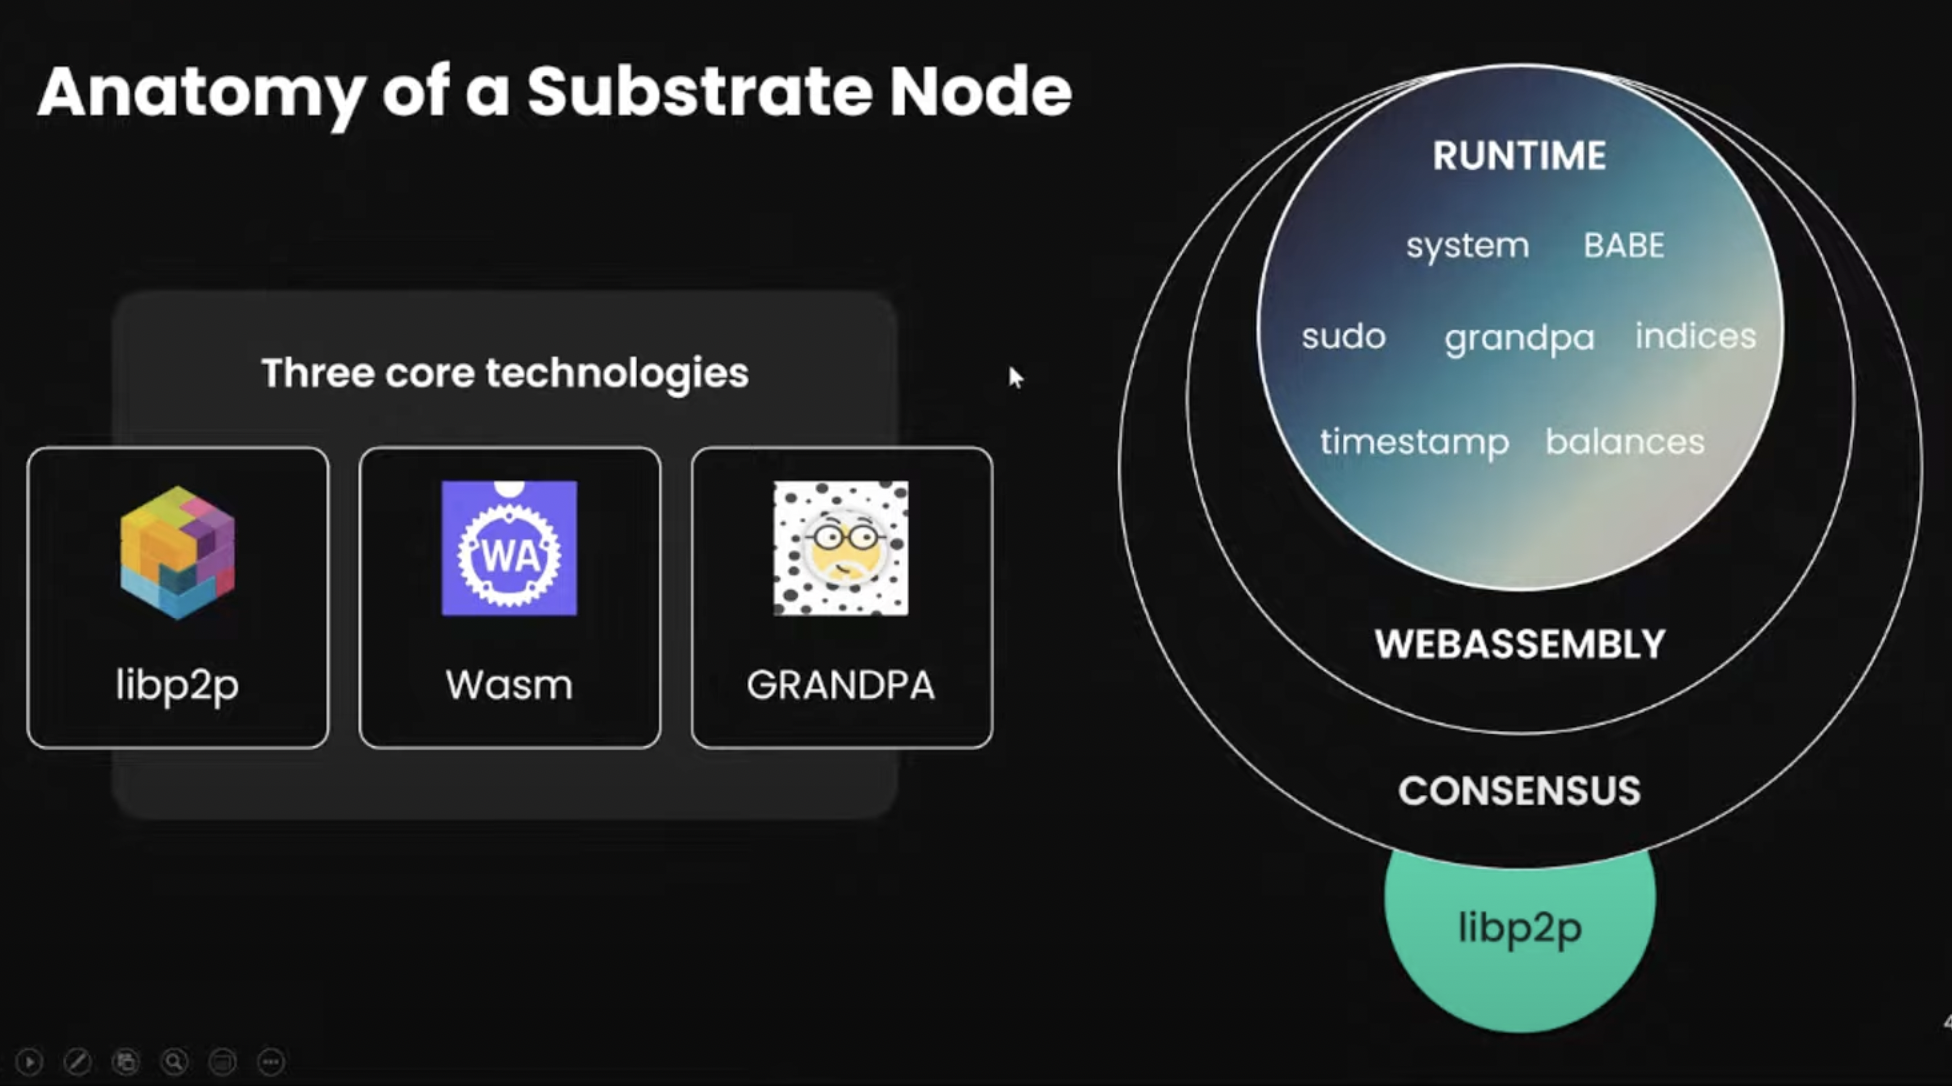 Anatomy of a Substrate Node
Three core technologies
libp2p
WA
Wasm
GRANDPA
RUNTIME
system BABE
sudo grandpa indices
timestamp balances
WEBASSEMBLY
CONSENSUS
libp2p